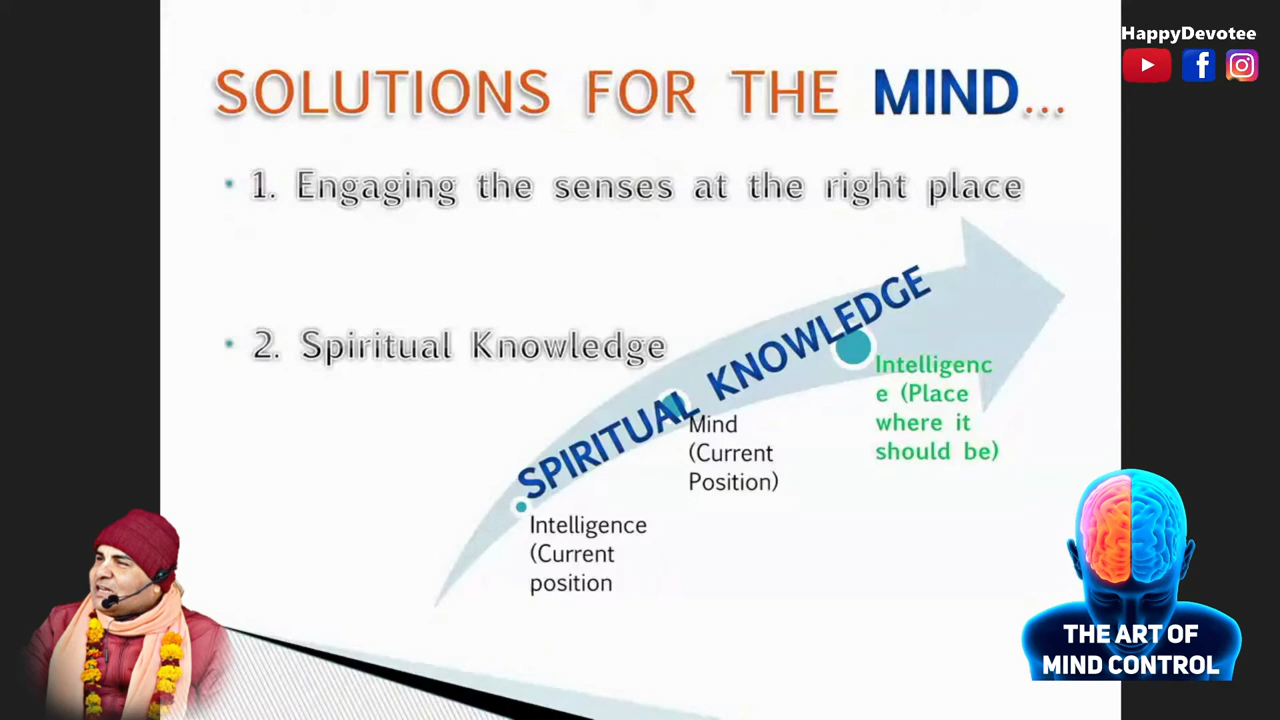 HappyDevotee
SOLUTIONS FOR THE MIND...
1. Engaging the senses at the right place
2. Spiritual Knowledge
SPIRITUAL KNOWLEDGE
Intelligence
(Current
position
Mind
(Current
Position)
Intelligenc
e (Place
where it
should be)
THE ART OF
MIND CONTROL